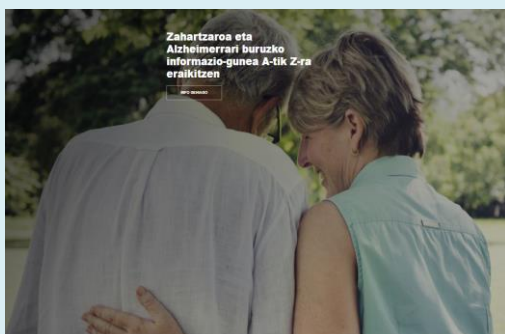 Zahartzaroa eta
Alzheimerrari buruzko
informazio-gunea A-tik Z-ra
eraikitzen